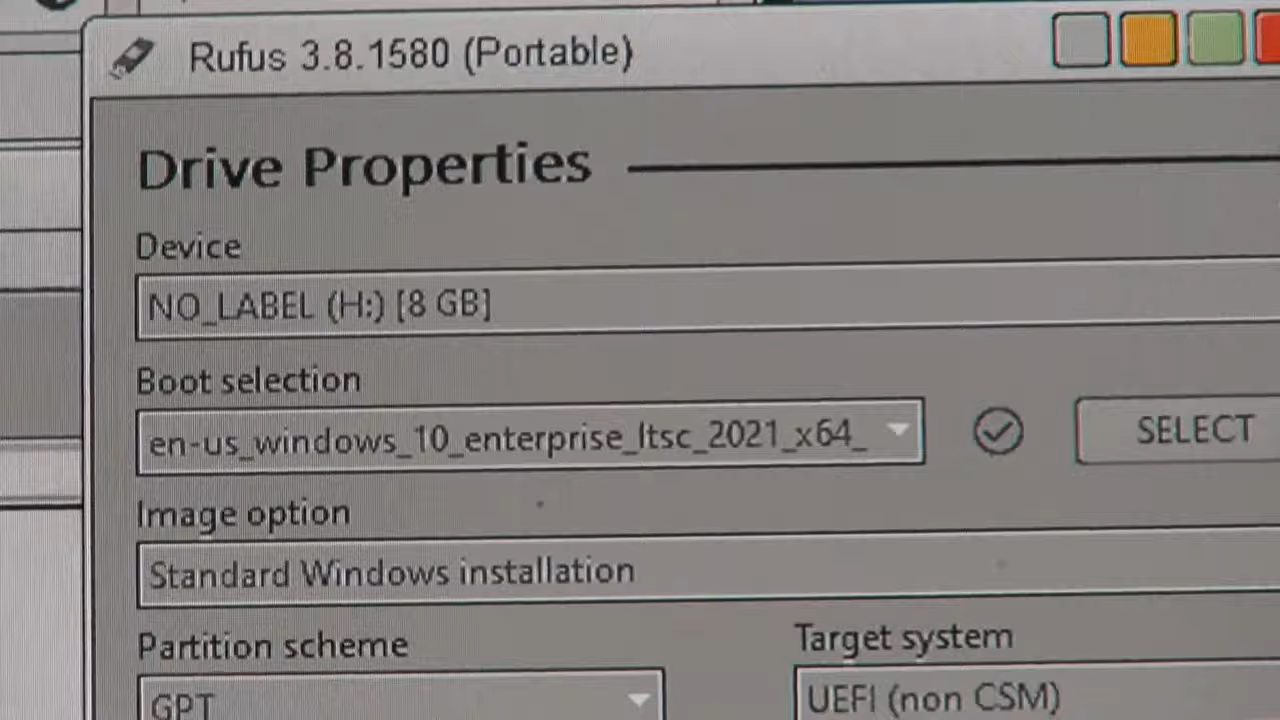 Rufus 3.8.1580 (Portable)
Drive Properties
Device
NO_LABEL (H:) [8 GB]
Boot selection
en-us_windows_10_enterprise_ltsc_2021_x64_
SELECT
Image option
Standard Windows installation
Partition scheme
Target system
GPT
UEFI (non CSM)